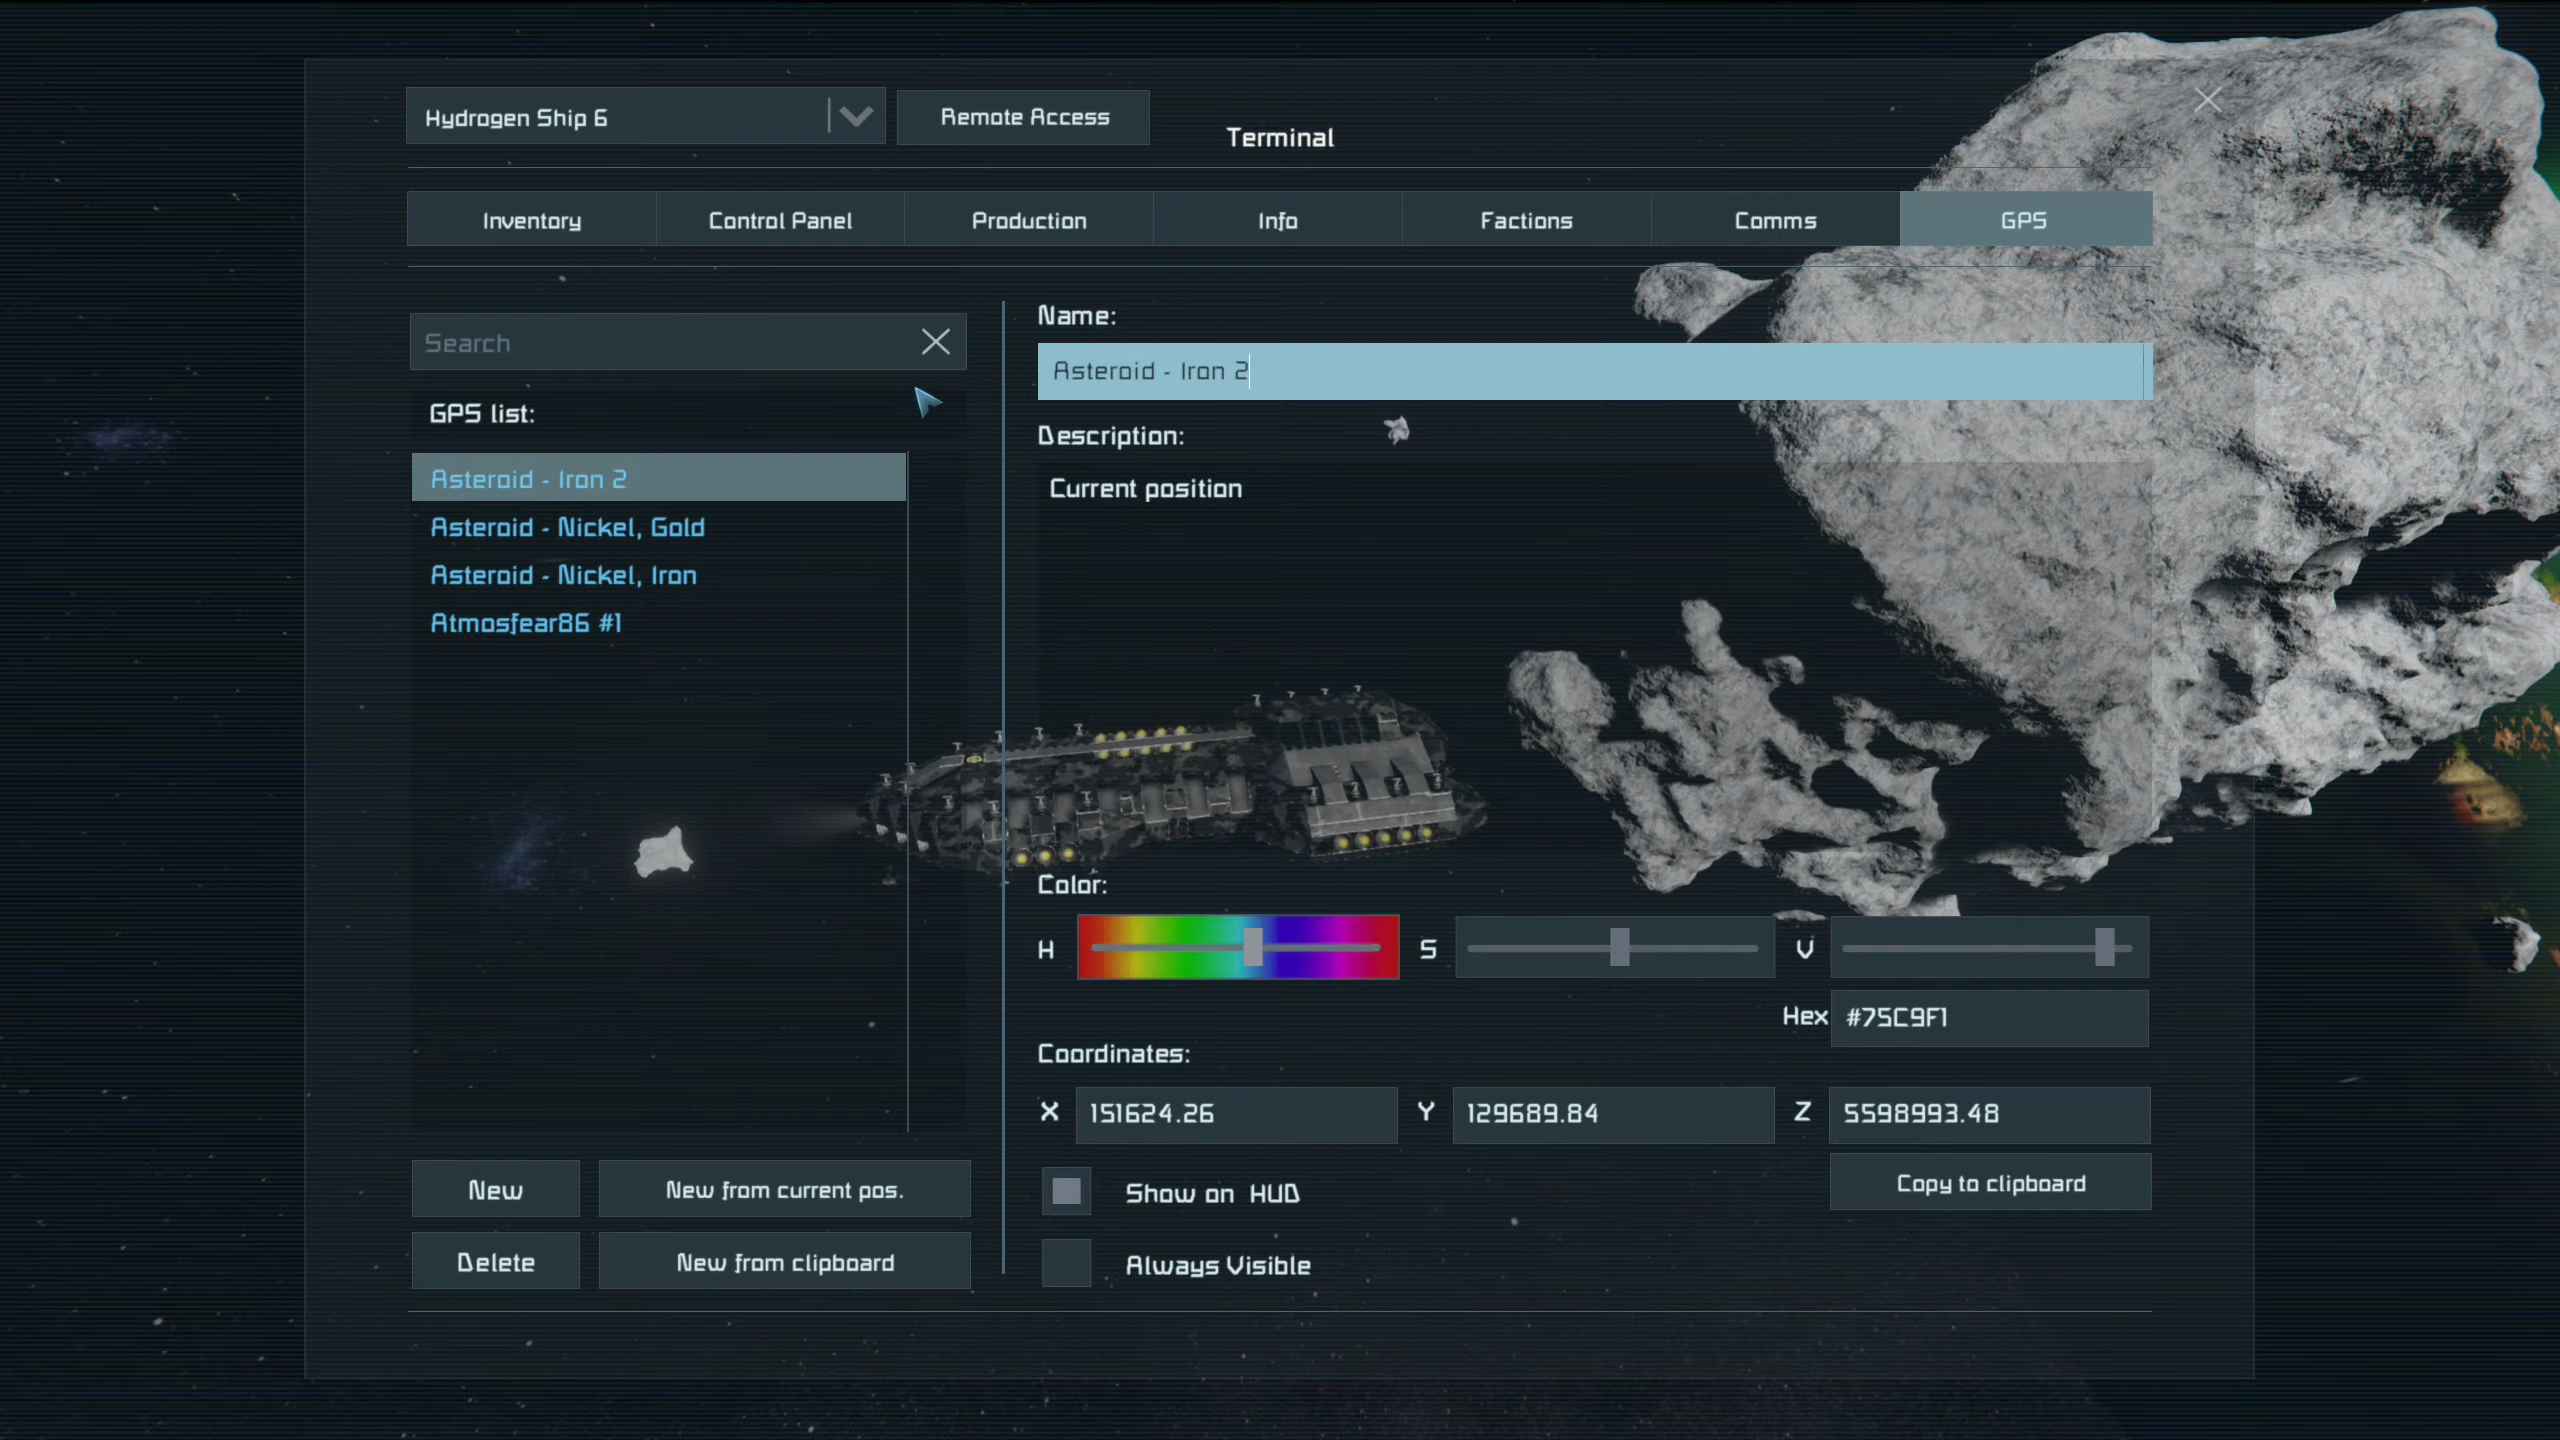 Hydrogen Ship 6
Remote Access
Terminal
Inventory
Control Panel
Production
Info
Factions
Comms
GPS
Search
GPS list:
Asteroid - Iron 2
Asteroid - Nickel, Gold
Asteroid - Nickel, Iron
Atmosfear86 #1
New
New from current pos.
Delete
New from clipboard
Name:
Asteroid - Iron 2
Description:
Current position
Color:
H
S
V
Hex #75C9F1
Coordinates:
X 151624.26
Y 129689.84
Z 5598993.48
Show on HUD
Copy to clipboard
Always Visible